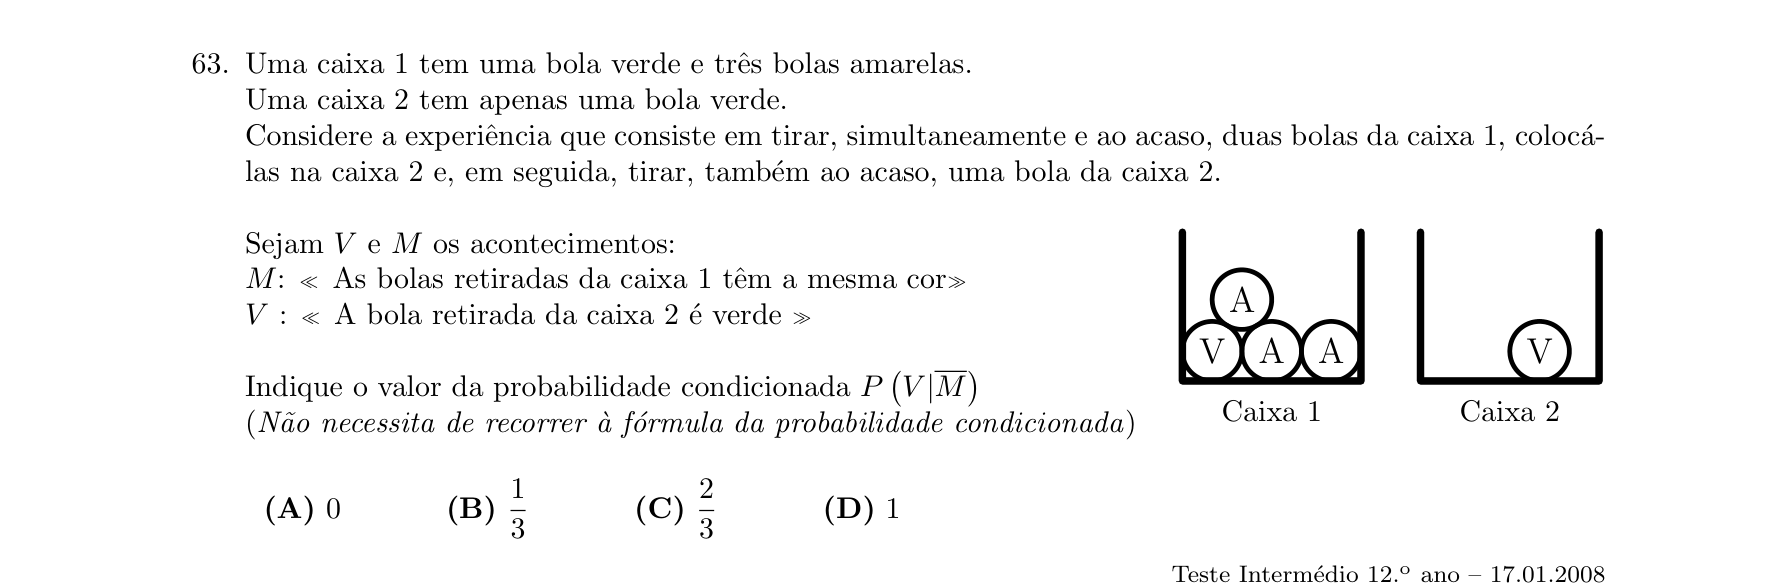 63. Uma caixa 1 tem uma bola verde e três bolas amarelas.
Uma caixa 2 tem apenas uma bola verde.
Considere a experiência que consiste em tirar, simultaneamente e ao acaso, duas bolas da caixa 1, colocá-
las na caixa 2 e, em seguida, tirar, também ao acaso, uma bola da caixa 2.
Sejam V e M os acontecimentos:
M: ≪ As bolas retiradas da caixa 1 têm a mesma cor≫
V : ≪ A bola retirada da caixa 2 é verde ≫
Indique o valor da probabilidade condicionada P (V|M̅)
(Não necessita de recorrer à fórmula da probabilidade condicionada)
A
V A A
V
Caixa 1 Caixa 2
(A) 0 (B) 1/3 (C) 2/3 (D) 1
Teste Intermédio 12.º ano – 17.01.2008